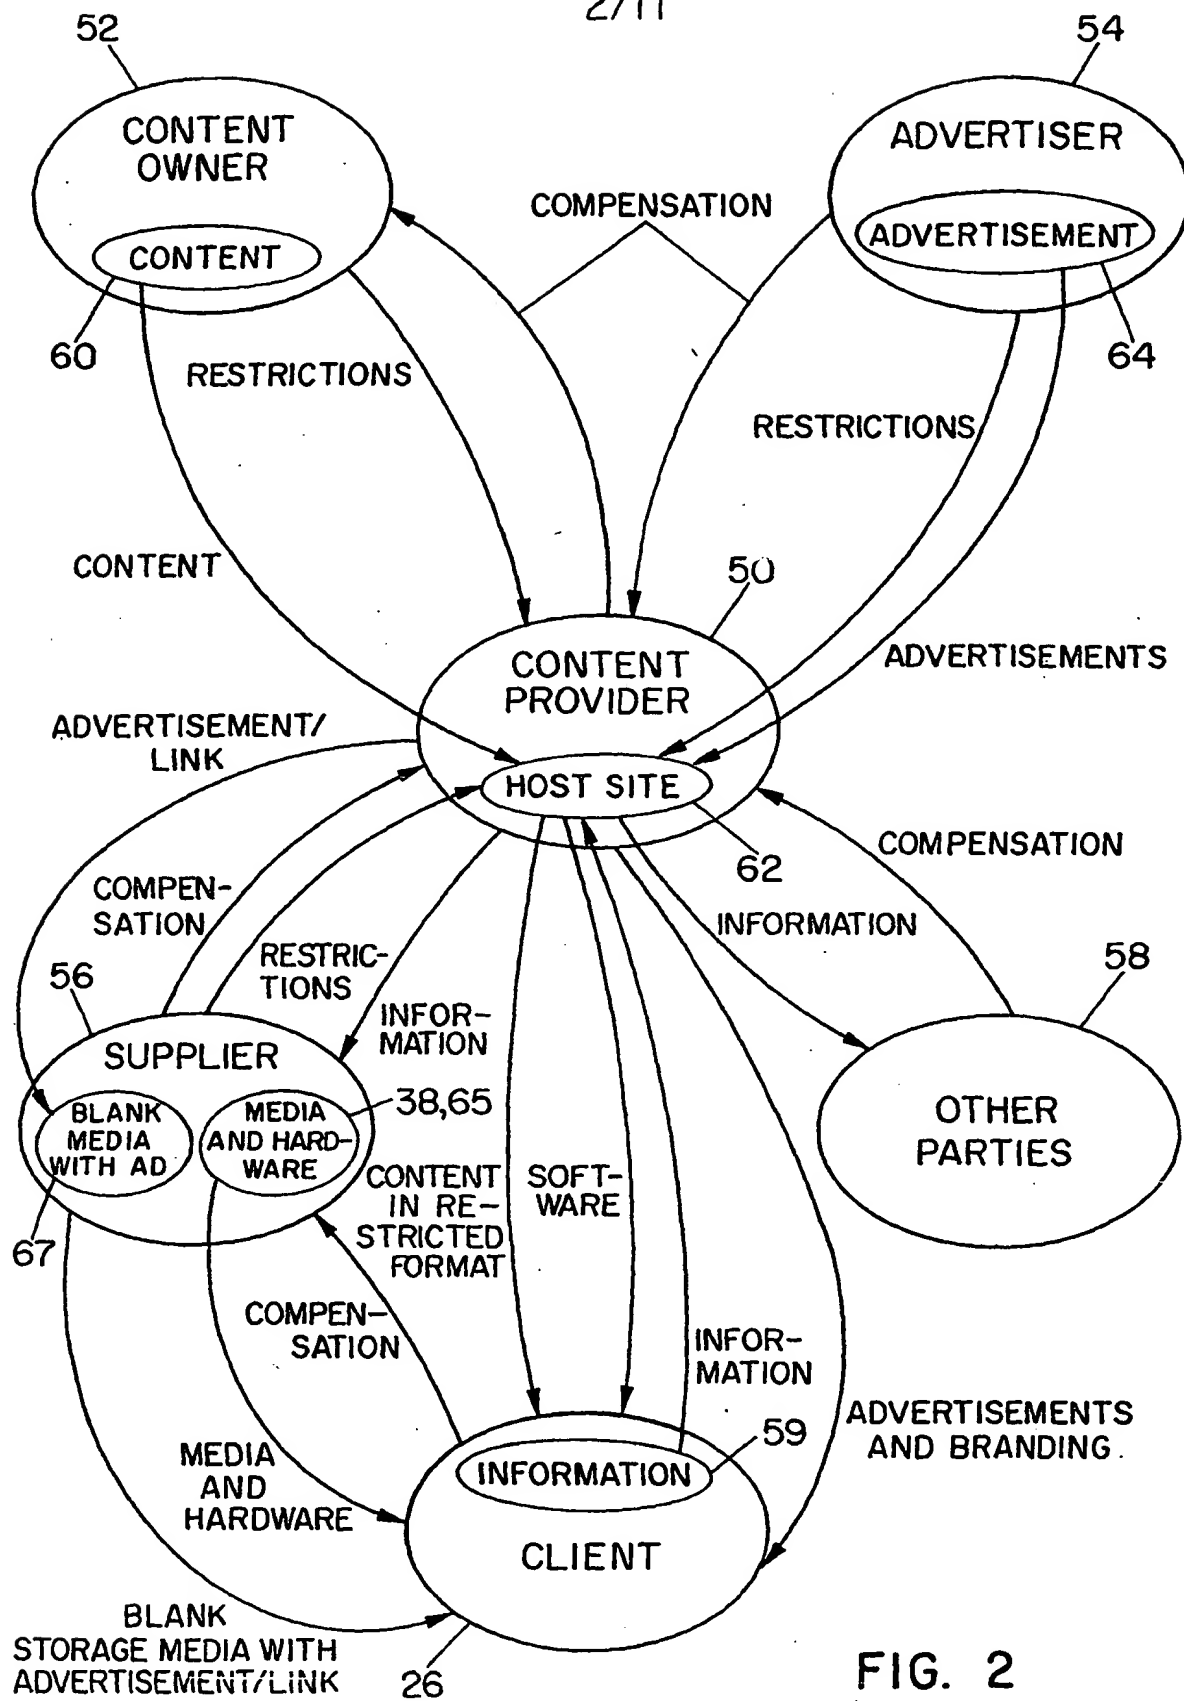 2/11
52
54
CONTENT
OWNER
CONTENT
60
ADVERTISER
ADVERTISEMENT
64
COMPENSATION
RESTRICTIONS
RESTRICTIONS
CONTENT
50
ADVERTISEMENTS
CONTENT
PROVIDER
HOST SITE
62
ADVERTISEMENT/
LINK
COMPEN-
SATION
RESTRIC-
TIONS
INFOR-
MATION
COMPENSATION
INFORMATION
56
58
SUPPLIER
BLANK
MEDIA
WITH AD
MEDIA
AND HARD-
WARE
38,65
67
OTHER
PARTIES
CONTENT
IN RE-
STRICTED
FORMAT
SOFT-
WARE
COMPEN-
SATION
INFOR-
MATION
ADVERTISEMENTS
AND BRANDING
59
INFORMATION
CLIENT
MEDIA
AND
HARDWARE
BLANK
STORAGE MEDIA WITH
ADVERTISEMENT/LINK
26
FIG. 2